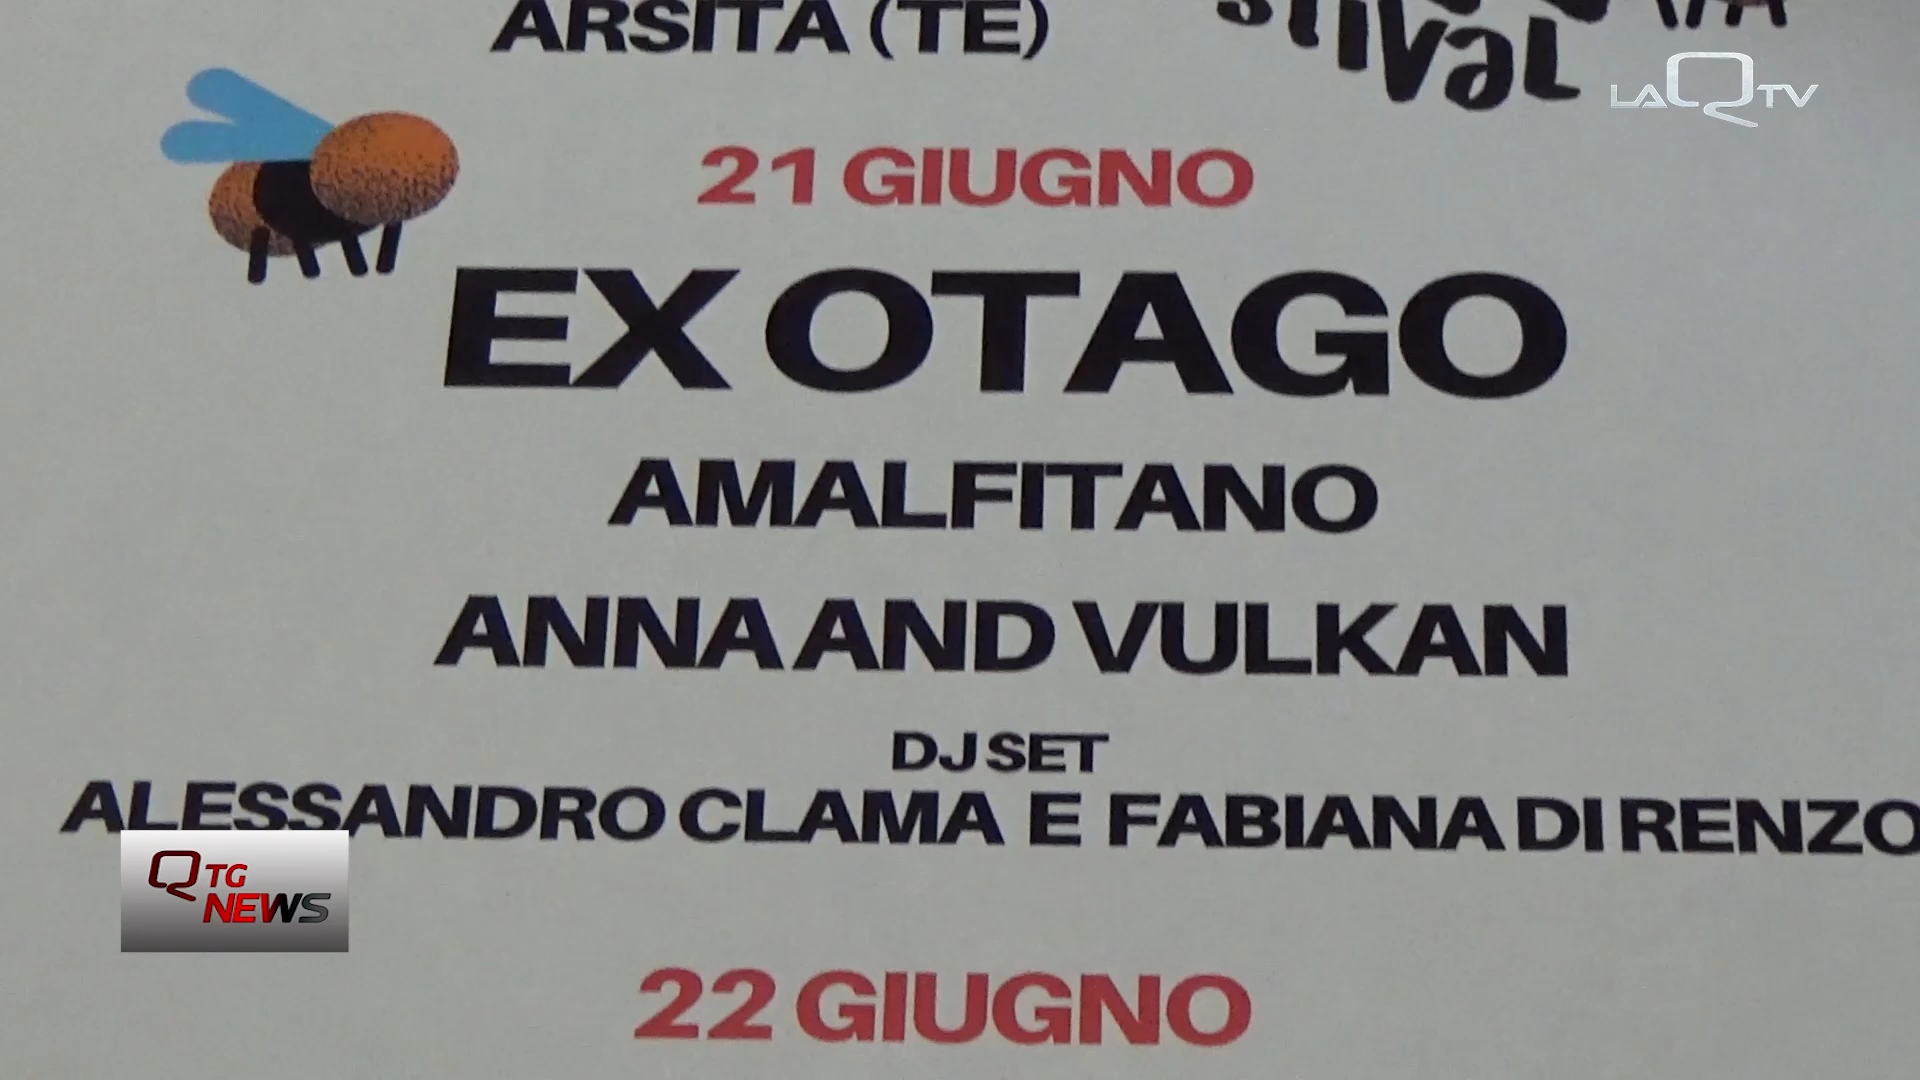 ARSITA (TE)
LAQTV
21 GIUGNO
EX OTAGO
AMALFITANO
ANNA AND VULKAN
DJ SET
ALESSANDRO CLAMA E FABIANA DI RENZO
Q TG
NEWS
22 GIUGNO